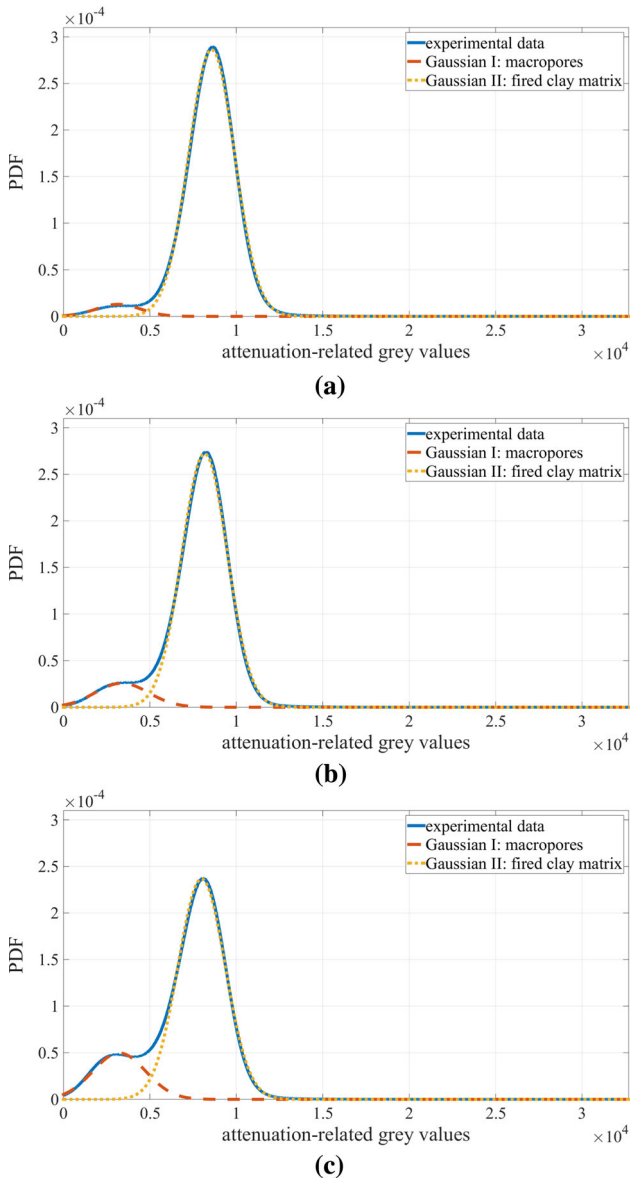 ×10-4
3
2.5
2
1.5
1
0.5
0
PDF
experimental data
Gaussian I: macropores
Gaussian II: fired clay matrix
0 0.5 1 1.5 2 2.5 3
attenuation-related grey values
×104
(a)
×10-4
3
2.5
2
1.5
1
0.5
0
PDF
experimental data
Gaussian I: macropores
Gaussian II: fired clay matrix
0 0.5 1 1.5 2 2.5 3
attenuation-related grey values
×104
(b)
×10-4
3
2.5
2
1.5
1
0.5
0
PDF
experimental data
Gaussian I: macropores
Gaussian II: fired clay matrix
0 0.5 1 1.5 2 2.5 3
attenuation-related grey values
×104
(c)